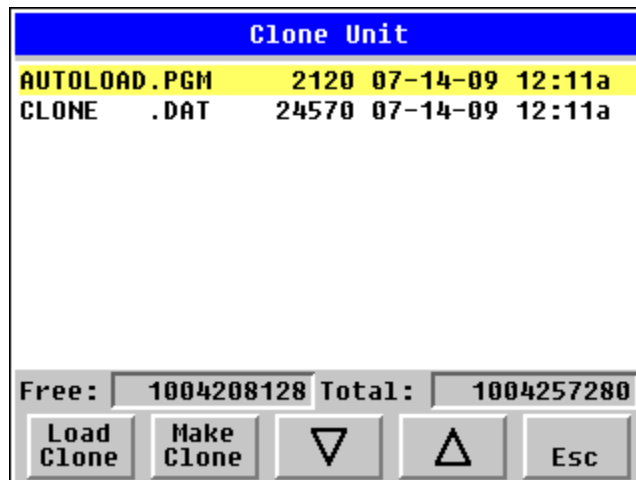 Clone Unit
AUTOLOAD.PGM 2120 07-14-09 12:11a
CLONE .DAT 24570 07-14-09 12:11a
Free: 1004208128 Total: 1004257280
Load Clone Make Clone ▽ △ Esc